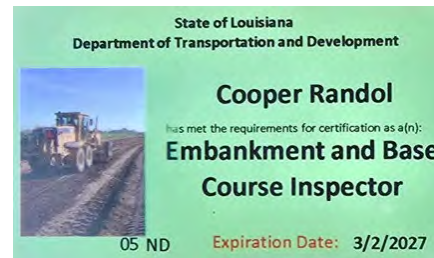 State of Louisiana
Department of Transportation and Development
Cooper Randol
has met the requirements for certification as a(n):
Embankment and Base
Course Inspector
05 ND
Expiration Date: 3/2/2027